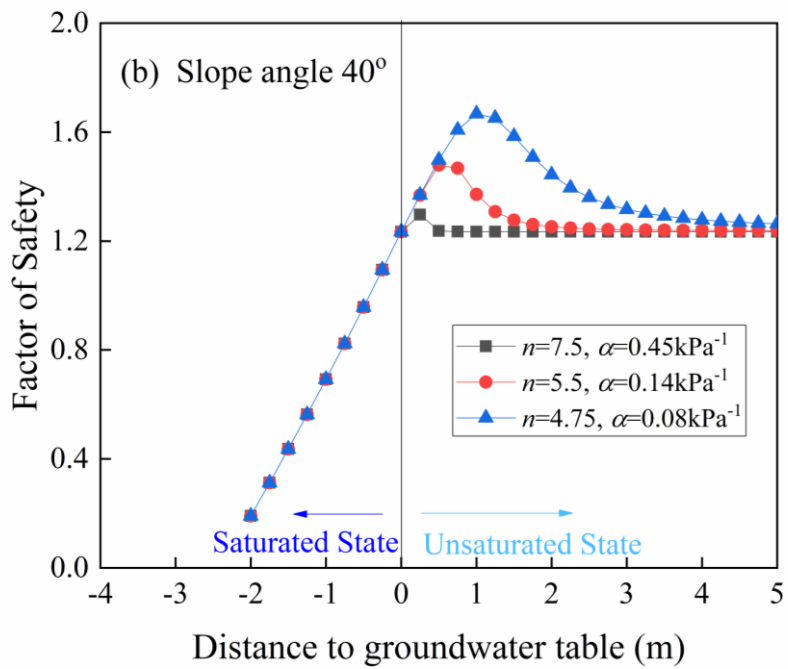 2.0
(b) Slope angle 40°
1.6
1.2
Factor of Safety
n=7.5, α=0.45kPa⁻¹
0.8
n=5.5, α=0.14kPa⁻¹
n=4.75, α=0.08kPa⁻¹
0.4
Saturated State
Unsaturated State
0.0
-4 -3 -2 -1 0 1 2 3 4 5
Distance to groundwater table (m)